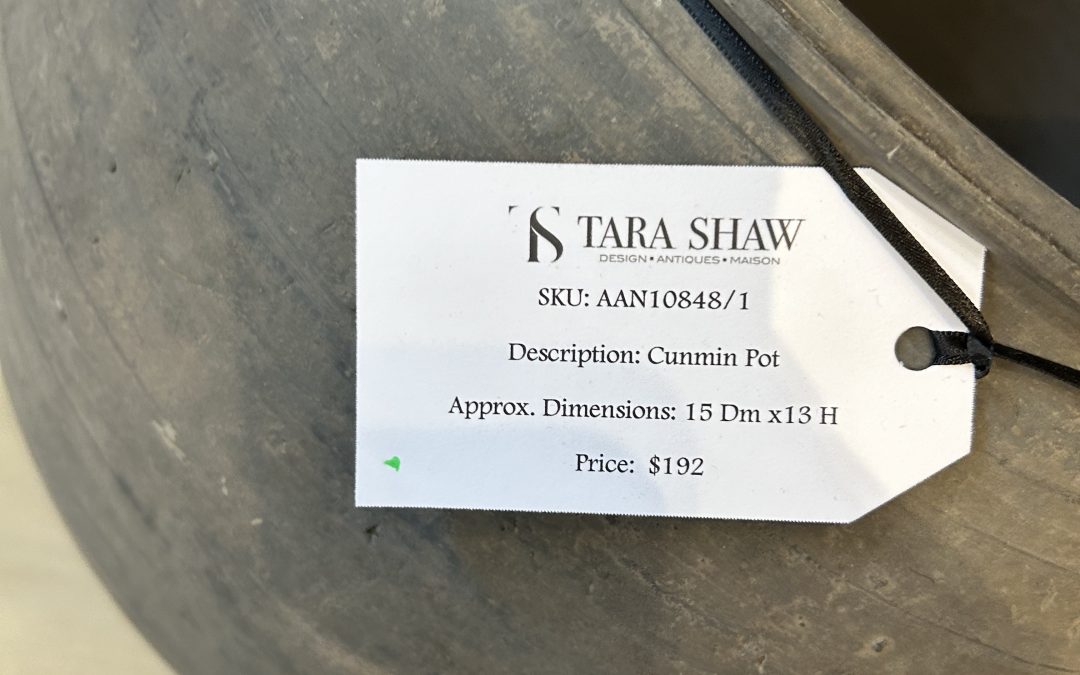 TS TARA SHAW
DESIGN • ANTIQUES • MAISON
SKU: AAN10848/1
Description: Cunmin Pot
Approx. Dimensions: 15 Dm x13 H
Price: $192